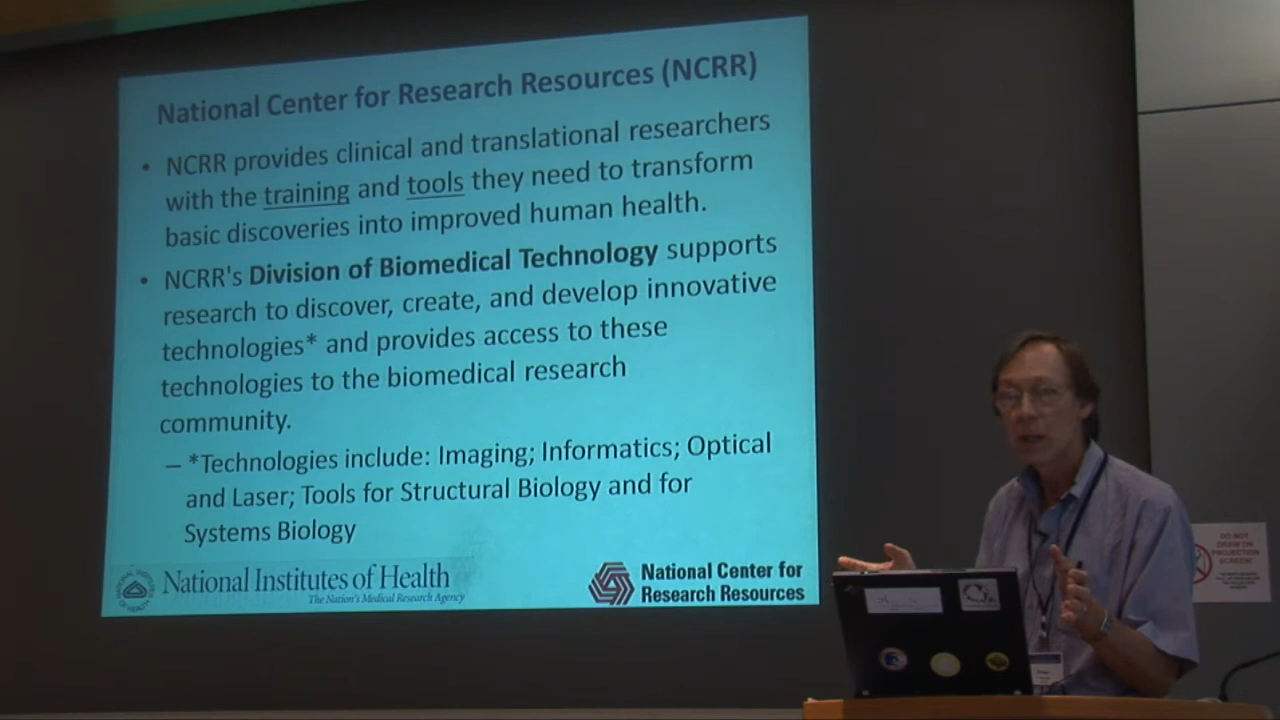 National Center for Research Resources (NCRR)
• NCRR provides clinical and translational researchers
with the training and tools they need to transform
basic discoveries into improved human health.
• NCRR's Division of Biomedical Technology supports
research to discover, create, and develop innovative
technologies* and provides access to these
technologies to the biomedical research
community.
– *Technologies include: Imaging; Informatics; Optical
and Laser; Tools for Structural Biology and for
Systems Biology
National Institutes of Health
The Nation's Medical Research Agency
National Center for
Research Resources
DO NOT
DRAW ON
PROJECTION
SCREEN!